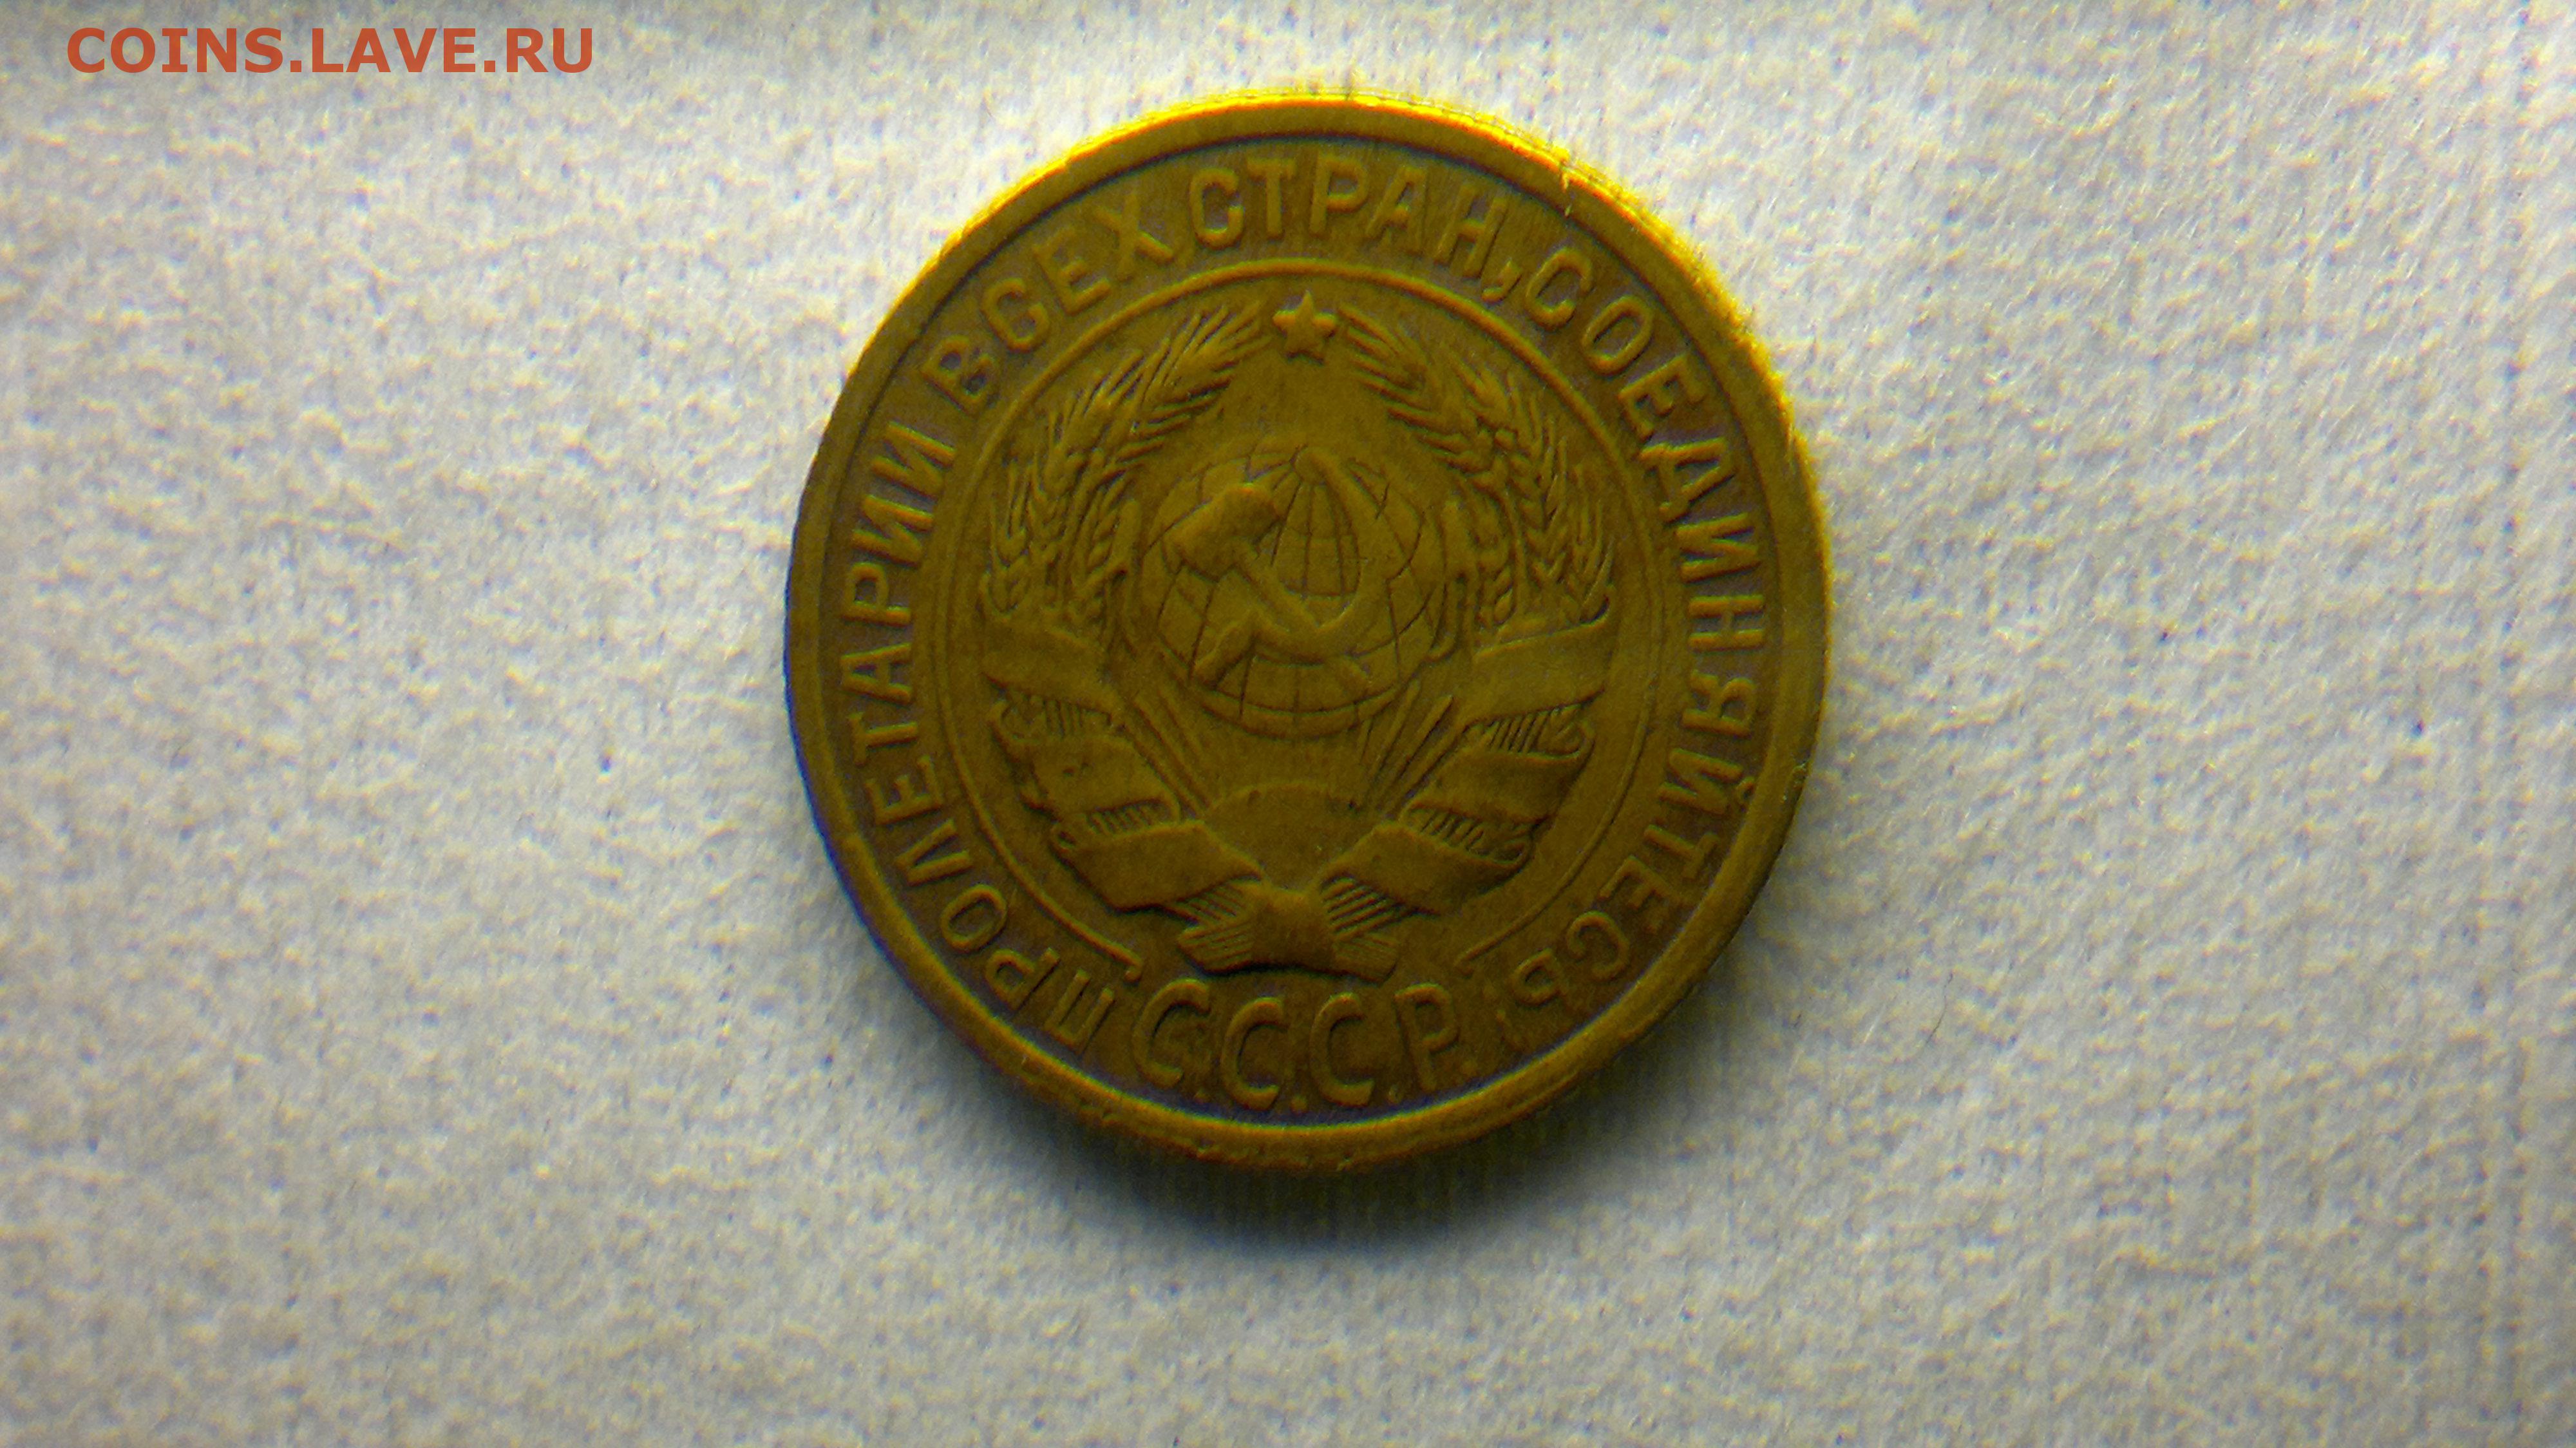 COINS.LAVE.RU
ПРОЛЕТАРИИ ВСЕХ СТРАН, СОЕДИНЯЙТЕСЬ!
С.С.С.Р.